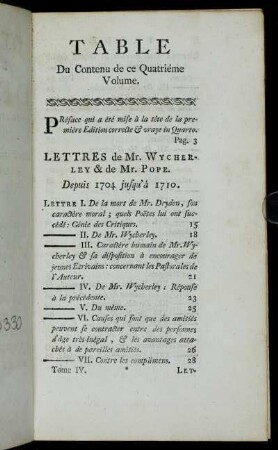 TABLE
Du Contenu de ce Quatriéme
Volume.
PRéface qui a été mise à la tête de la pre-
miére Edition correcte & vraye in Quarto.
Pag. 3
LETTRES de Mr. WYCHER-
LEY & de Mr. POPE.
Depuis 1704 jusqu'à 1710.
LETTRE I. De la mort de Mr. Dryden, son
caractère moral; quels Poëtes lui ont suc-
cédé: Génie des Critiques. 15
II. De Mr. Wycherley. 18
III. Caractère humain de Mr. Wy-
cherley & sa disposition à encourager de
jeunes Ecrivains: concernant les Pastorales de
l'Auteur. 21
IV. De Mr. Wycherley: Réponse
à la précédente. 23
V. Du même. 25
VI. Causes qui font que des amitiés
peuvent se contracter entre des personnes
d'âge très-inégal, & les avantages atta-
chés à de pareilles amitiés. 26
VII. Contre les complimens. 28
Tome IV. * LET-
3330